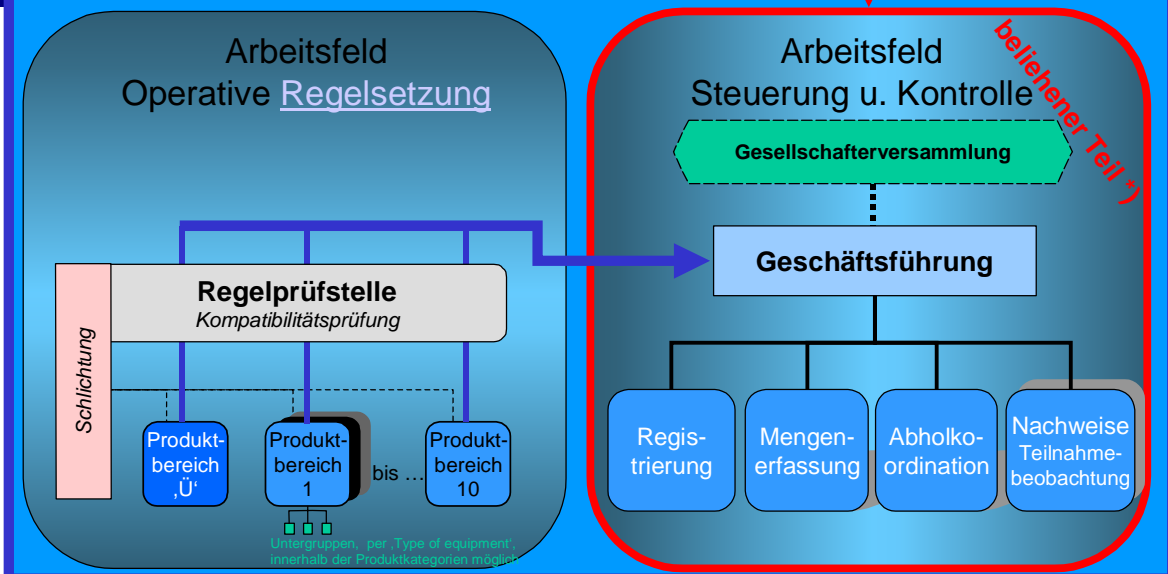 Arbeitsfeld
Operative Regelsetzung
Regelprüfstelle
Kompatibilitätsprüfung
Schlichtung
Produkt-
bereich
‚Ü‘
Produkt-
bereich
1
bis ...
Produkt-
bereich
10
Untergruppen, per ‚Type of equipment‘,
innerhalb der Produktkategorien möglich
Arbeitsfeld
Steuerung u. Kontrolle
beliehener Teil *)
Gesellschafterversammlung
Geschäftsführung
Regis-
trierung
Mengen-
erfassung
Abholko-
ordination
Nachweise
Teilnahme-
beobachtung